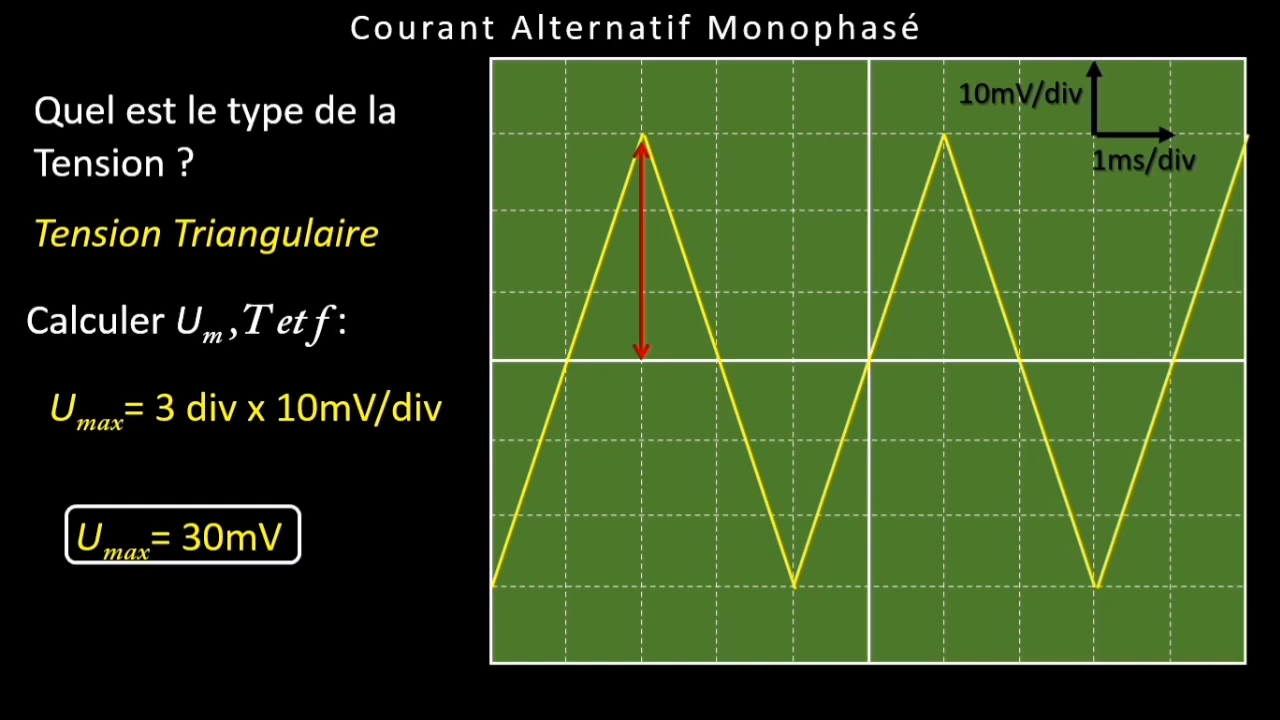 Courant Alternatif Monophasé
Quel est le type de la
Tension ?
Tension Triangulaire
Calculer Um,T et f:
Umax= 3 div x 10mV/div
Umax= 30mV
10mV/div
1ms/div